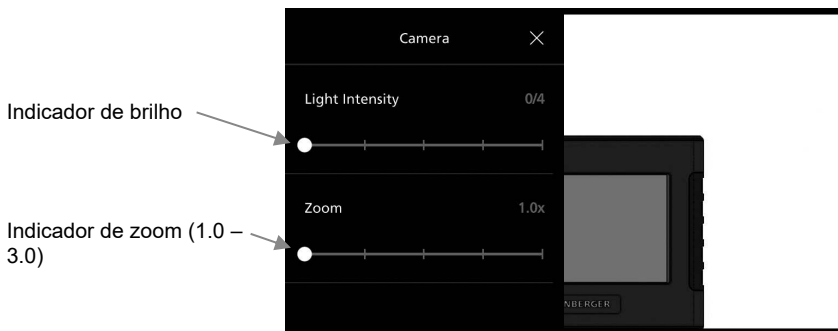 Camera
Indicador de brilho
Light Intensity 0/4
Indicador de zoom (1.0 –
3.0)
Zoom 1.0x
NBERGER